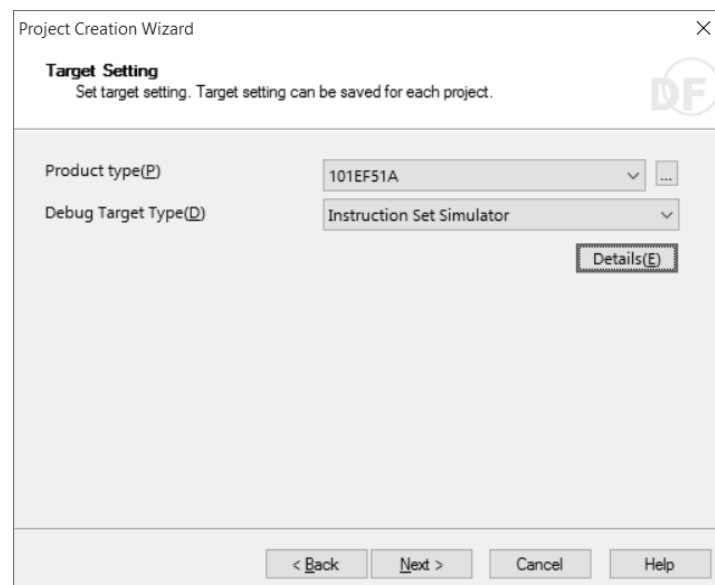 Project Creation Wizard
Target Setting
Set target setting. Target setting can be saved for each project.
DF
Product type(P)
101EF51A
...
Debug Target Type(D)
Instruction Set Simulator
Details(E)
< Back
Next >
Cancel
Help